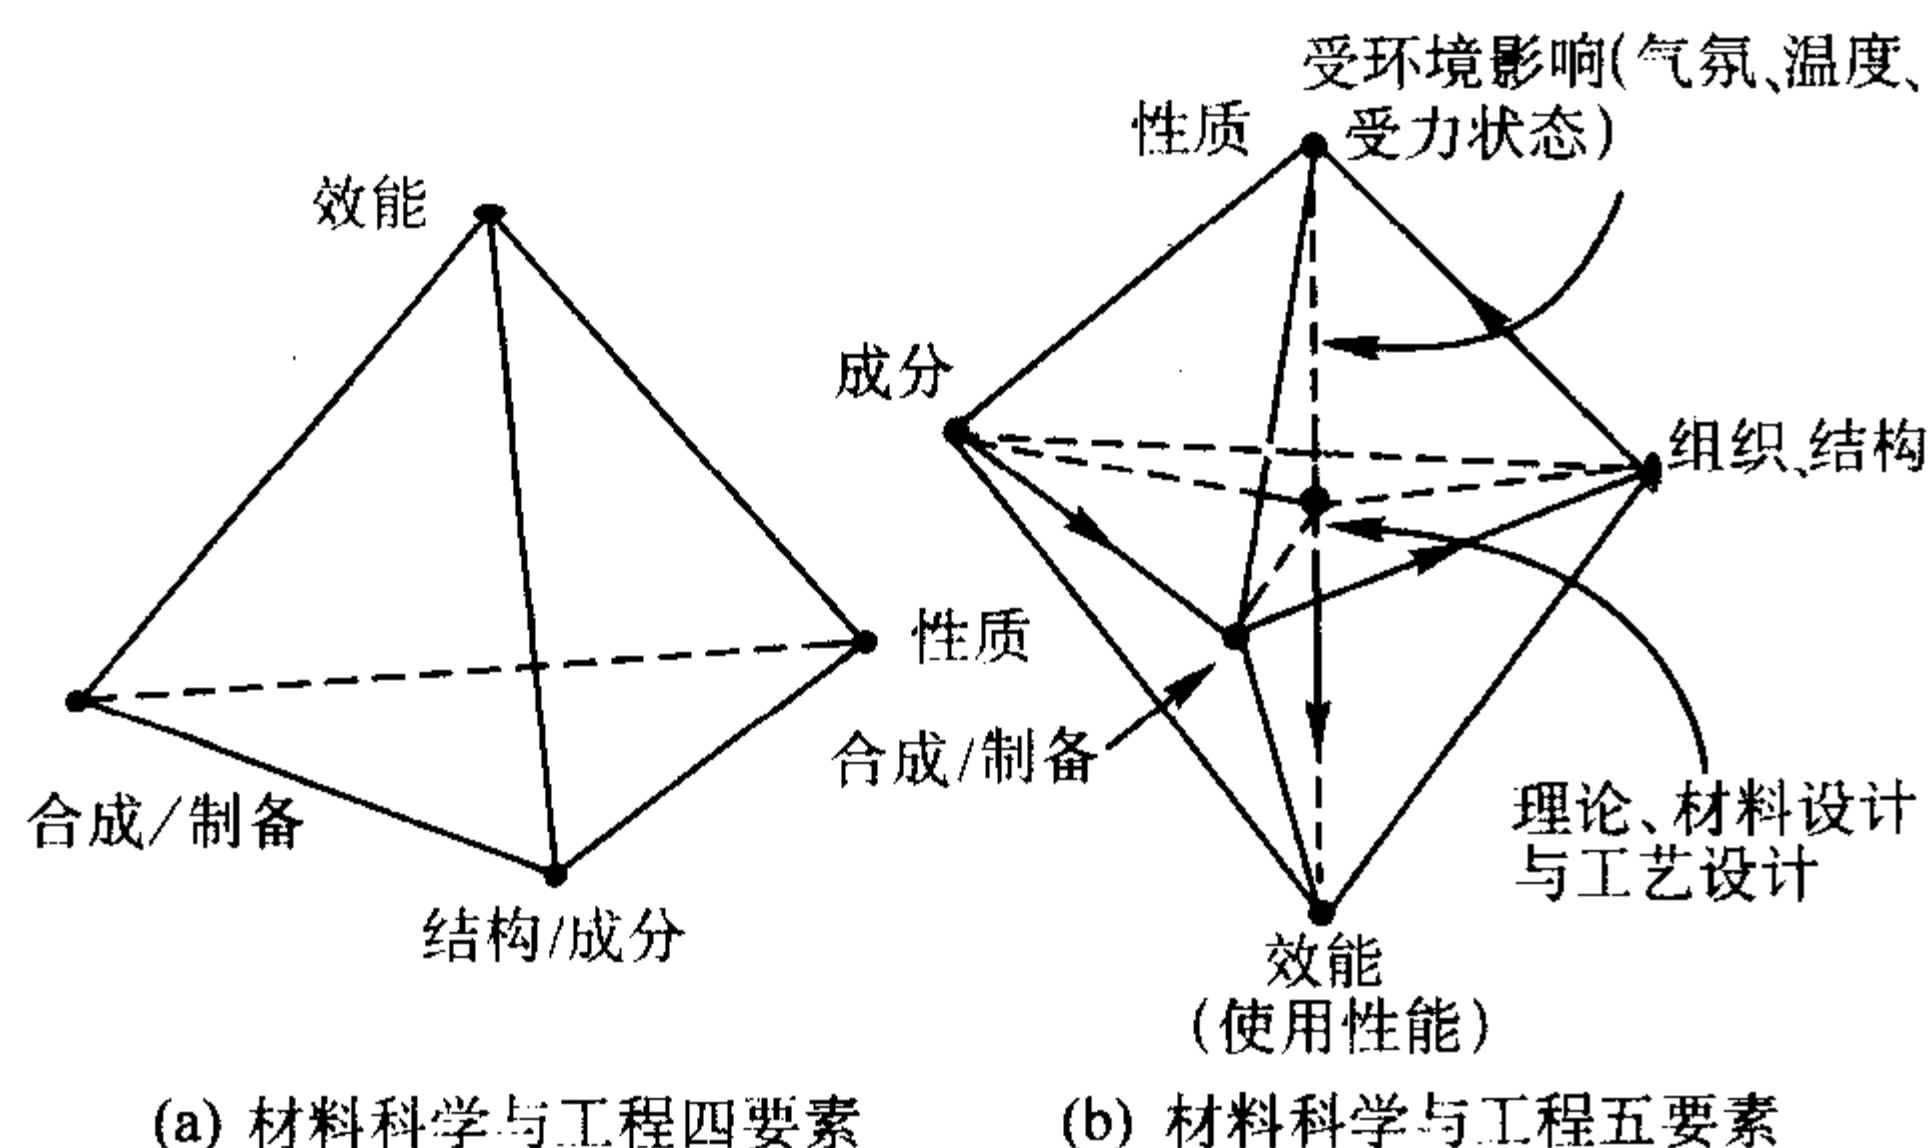 效能
性质
合成/制备
结构/成分
(a) 材料科学与工程四要素
受环境影响(气氛、温度、
性质
受力状态)
成分
组织、结构
合成/制备
理论、材料设计
与工艺设计
效能
(使用性能)
(b) 材料科学与工程五要素